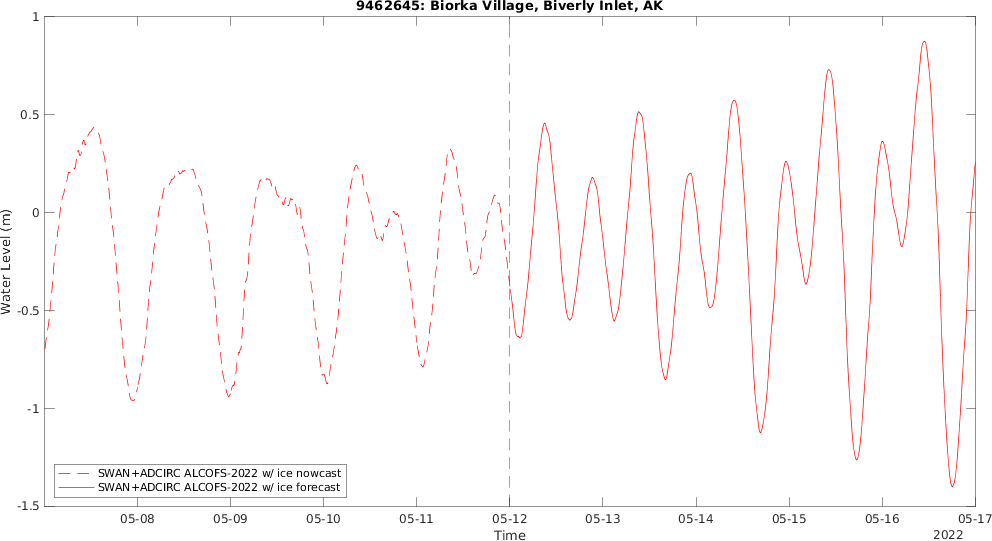 9462645: Biorka Village, Biverly Inlet, AK
1
0.5
0
-0.5
-1
-1.5
Water Level (m)
SWAN+ADCIRC ALCOFS-2022 w/ ice nowcast
SWAN+ADCIRC ALCOFS-2022 w/ ice forecast
05-08 05-09 05-10 05-11 05-12 05-13 05-14 05-15 05-16 05-17
Time
2022